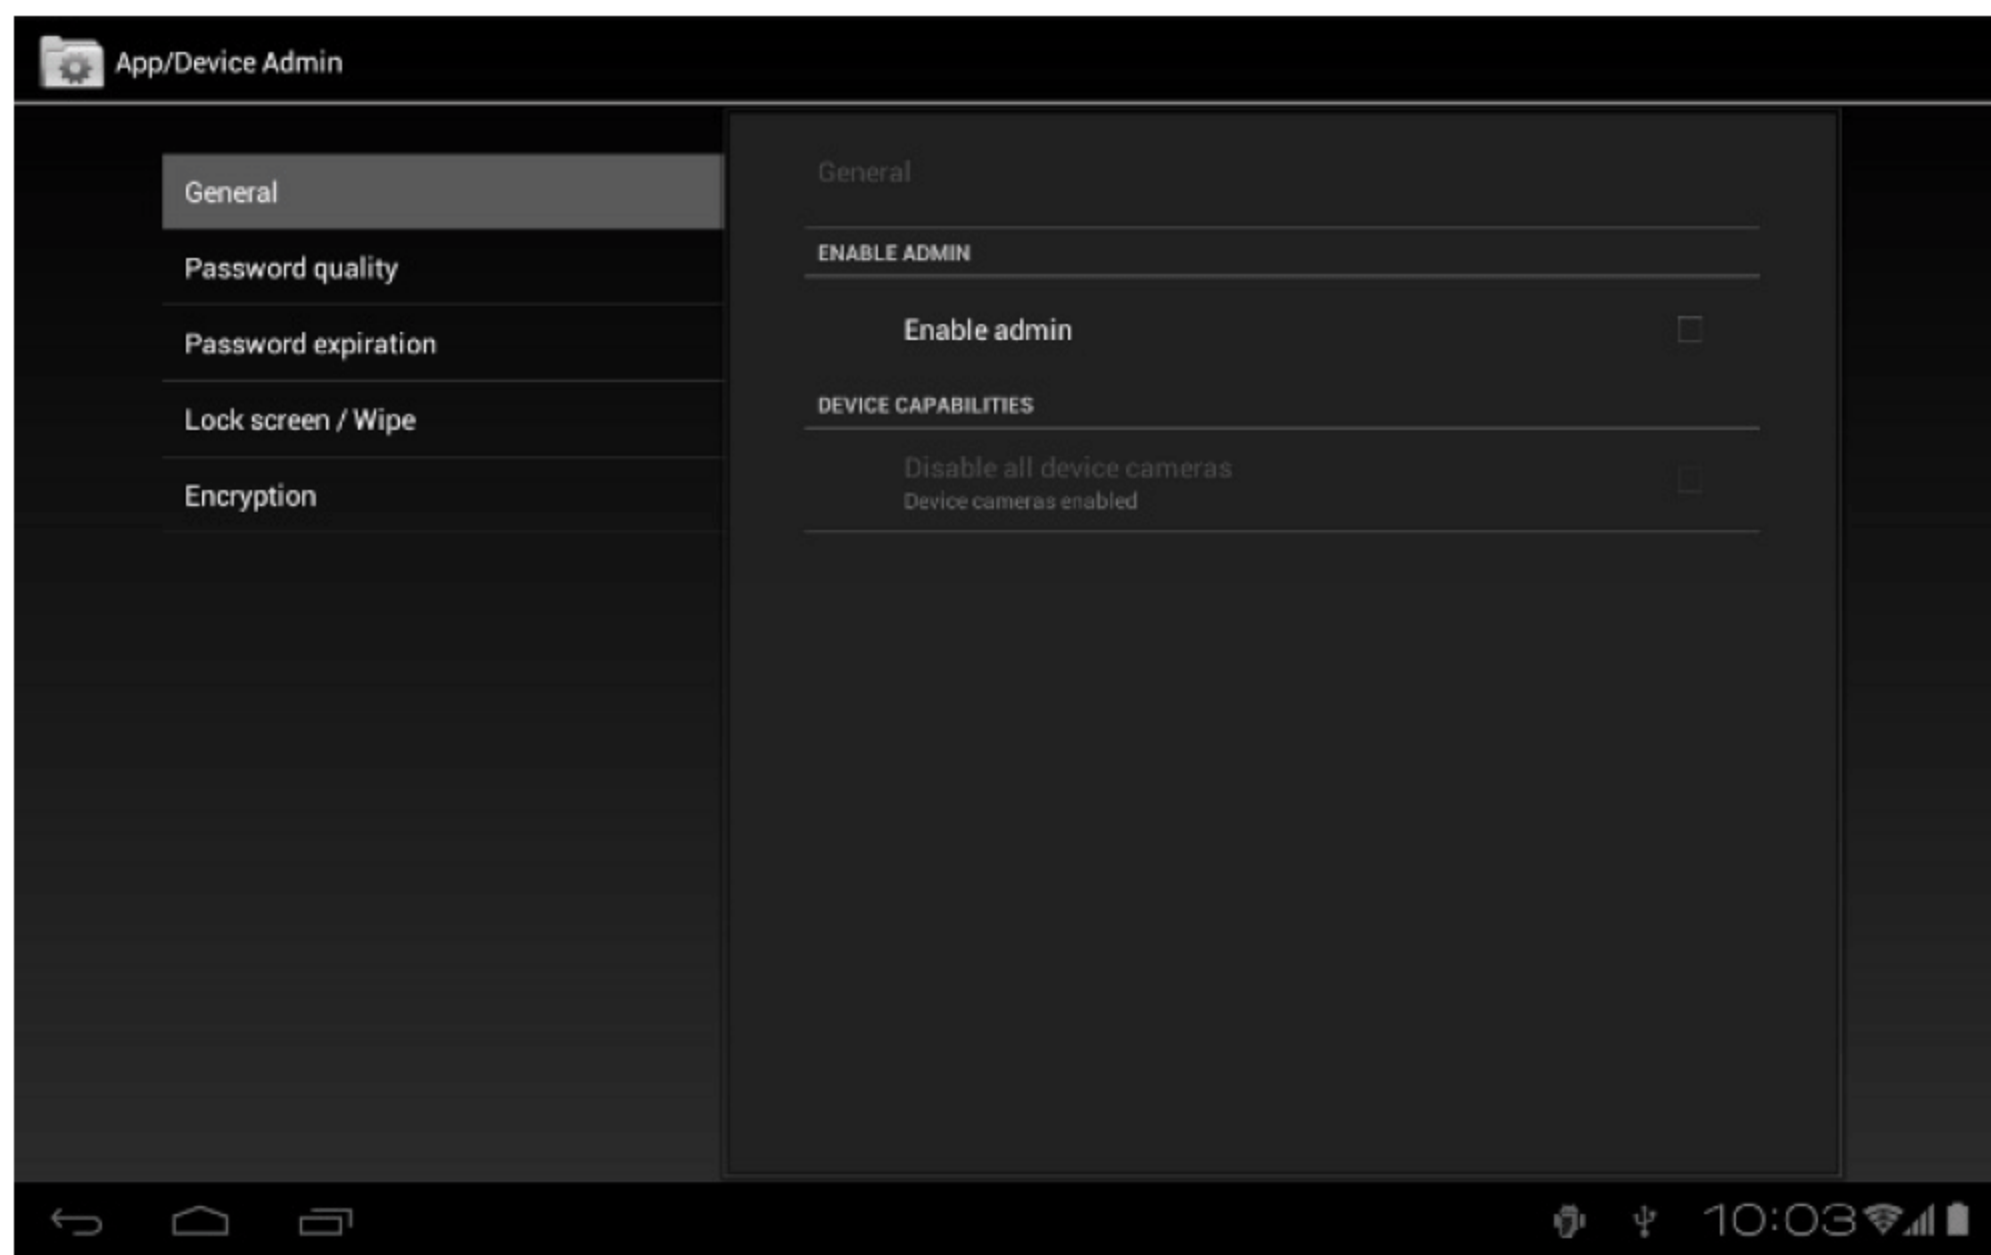 App/Device Admin
General
Password quality
Password expiration
Lock screen / Wipe
Encryption
General
ENABLE ADMIN
Enable admin
DEVICE CAPABILITIES
Disable all device cameras
Device cameras enabled
10:03